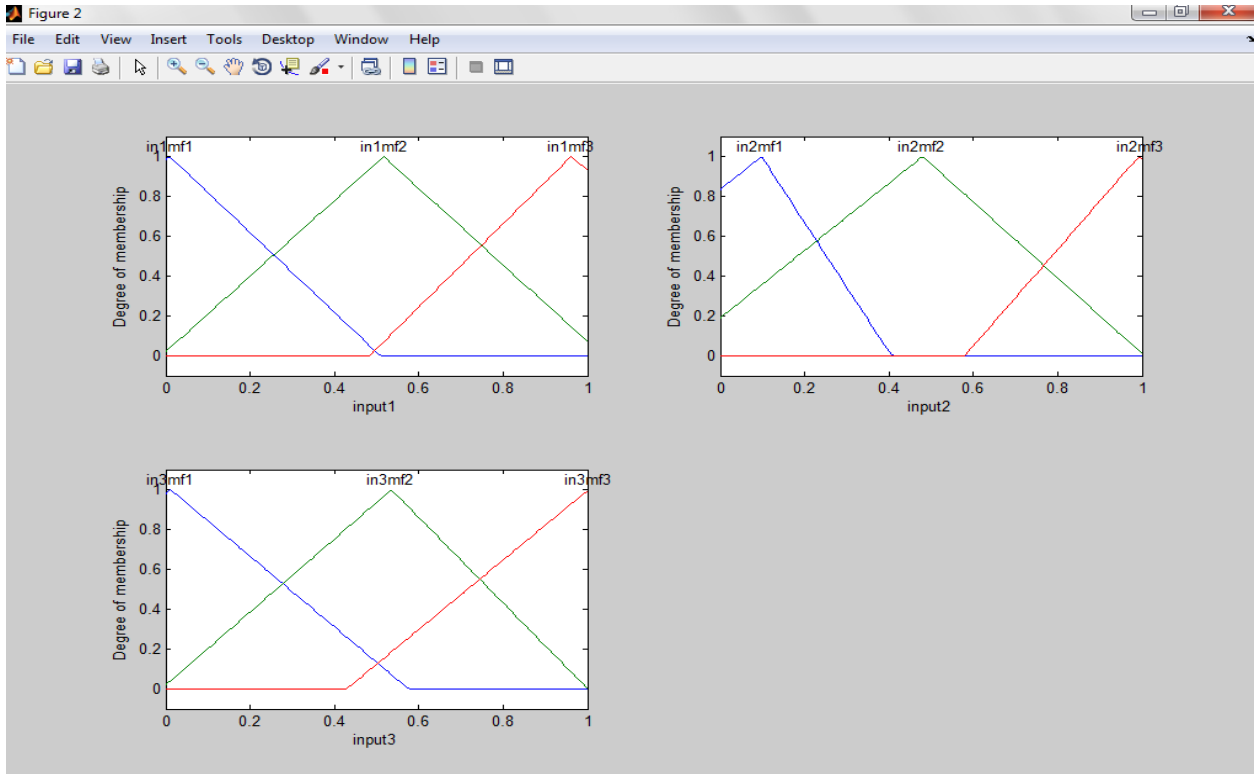 Figure 2
File Edit View Insert Tools Desktop Window Help
in1mf1 in1mf2 in1mf3
1
0.8
0.6
0.4
0.2
0
Degree of membership
0 0.2 0.4 0.6 0.8 1
input1
in2mf1 in2mf2 in2mf3
1
0.8
0.6
0.4
0.2
0
Degree of membership
0 0.2 0.4 0.6 0.8 1
input2
in3mf1 in3mf2 in3mf3
1
0.8
0.6
0.4
0.2
0
Degree of membership
0 0.2 0.4 0.6 0.8 1
input3